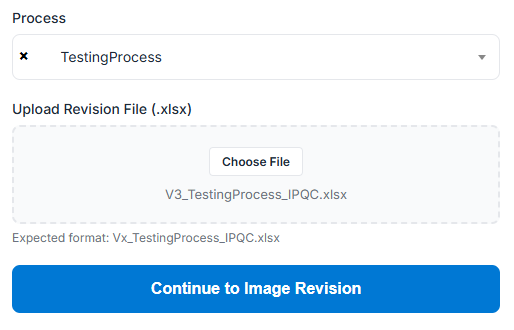 Process
× TestingProcess
Upload Revision File (.xlsx)
Choose File
V3_TestingProcess_IPQC.xlsx
Expected format: Vx_TestingProcess_IPQC.xlsx
Continue to Image Revision